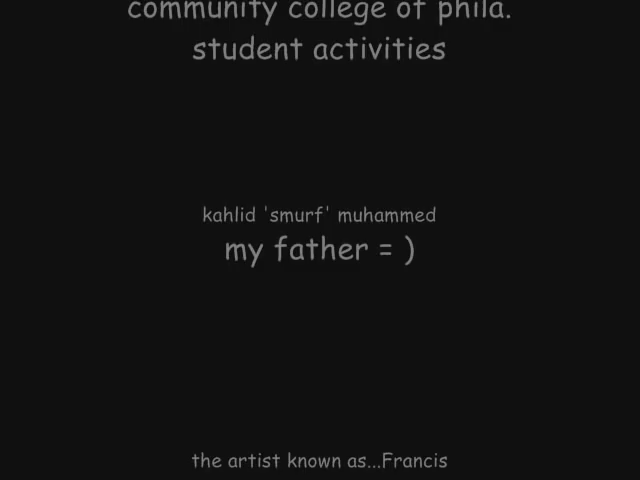 community college of phila.
student activities
kahlid 'smurf' muhammed
my father = )
the artist known as...Francis